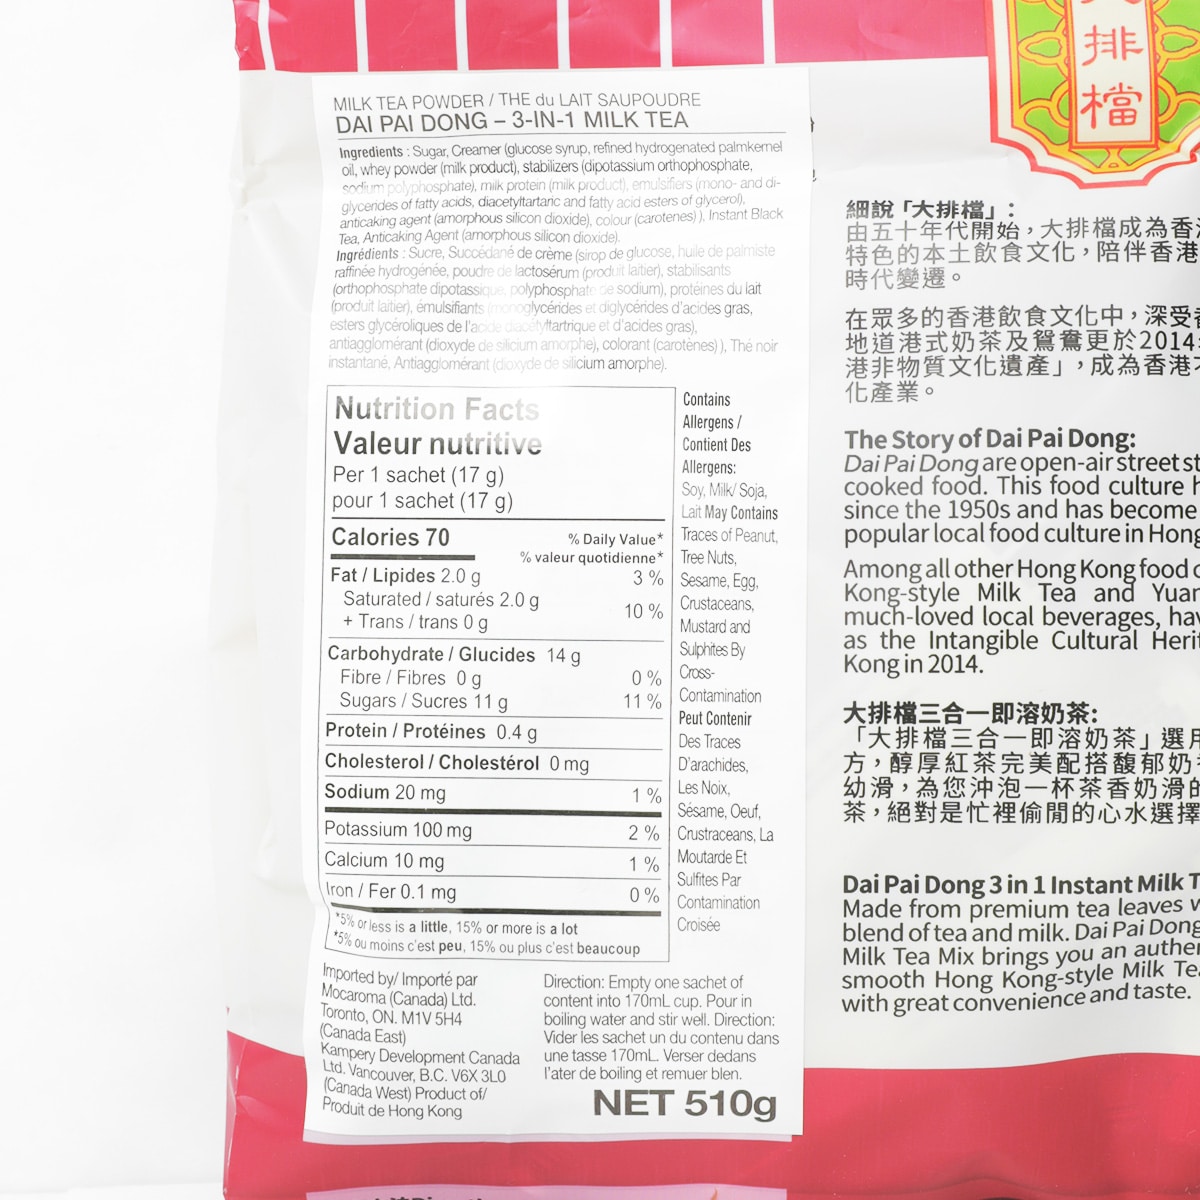 MILK TEA POWDER / THE du LAIT SAUPOUDRE
DAI PAI DONG – 3-IN-1 MILK TEA
Ingredients : Sugar, Creamer (glucose syrup, refined hydrogenated palmkernel
oil, whey powder (milk product), stabilizers (dipotassium orthophosphate,
sodium polyphosphate), milk protein (milk product), emulsifiers (mono- and di-
glycerides of fatty acids, diacetyltartaric and fatty acid esters of glycerol),
anticaking agent (amorphous silicon dioxide), colour (carotenes) ), Instant Black
Tea, Anticaking Agent (amorphous silicon dioxide).
Ingrédients : Sucre, Succédané de crème (sirop de glucose, huile de palmiste
raffinée hydrogénée, poudre de lactosérum (produit laitier), stabilisants
(orthophosphate dipotassique, polyphosphate de sodium), protéines du lait
(produit laitier), émulsifiants (monoglycérides et diglycérides d'acides gras,
esters glycéroliques de l'acide diacétyltartrique et d'acides gras),
antiagglomérant (dioxyde de silicium amorphe), colorant (carotènes) ), Thé noir
instantané, Antiagglomérant (dioxyde de silicium amorphe).
Nutrition Facts
Valeur nutritive
Per 1 sachet (17 g)
pour 1 sachet (17 g)
Calories 70
% Daily Value*
% valeur quotidienne*
Fat / Lipides 2.0 g 3 %
Saturated / saturés 2.0 g
+ Trans / trans 0 g 10 %
Carbohydrate / Glucides 14 g
Fibre / Fibres 0 g 0 %
Sugars / Sucres 11 g 11 %
Protein / Protéines 0.4 g
Cholesterol / Cholestérol 0 mg
Sodium 20 mg 1 %
Potassium 100 mg 2 %
Calcium 10 mg 1 %
Iron / Fer 0.1 mg 0 %
*5% or less is a little, 15% or more is a lot
*5% ou moins c'est peu, 15% ou plus c'est beaucoup
Contains
Allergens /
Contient Des
Allergens:
Soy, Milk/ Soja,
Lait May Contains
Traces of Peanut,
Tree Nuts,
Sesame, Egg,
Crustaceans,
Mustard and
Sulphites By
Cross-
Contamination
Peut Contenir
Des Traces
D'arachides,
Les Noix,
Sésame, Oeuf,
Crustraceans, La
Moutarde Et
Sulfites Par
Contamination
Croisée
Imported by/ Importé par
Mocaroma (Canada) Ltd.
Toronto, ON. M1V 5H4
(Canada East)
Kampery Development Canada
Ltd. Vancouver, B.C. V6X 3L0
(Canada West) Product of/
Produit de Hong Kong
Direction: Empty one sachet of
content into 170mL cup. Pour in
boiling water and stir well. Direction:
Vider les sachet un du contenu dans
une tasse 170mL. Verser dedans
l'ater de boiling et remuer blen.
NET 510g
排檔
細說「大排檔」:
由五十年代開始，大排檔成為香
特色的本土飲食文化，陪伴香港
時代變遷。
在眾多的香港飲食文化中，深受
地道港式奶茶及鴛鴦更於2014
港非物質文化遺產」，成為香港
化產業。
The Story of Dai Pai Dong:
Dai Pai Dong are open-air street st
cooked food. This food culture
since the 1950s and has become
popular local food culture in Hong
Among all other Hong Kong food
Kong-style Milk Tea and Yuan
much-loved local beverages, hav
as the Intangible Cultural Herit
Kong in 2014.
大排檔三合一即溶奶茶:
「大排檔三合一即溶奶茶」選用
方，醇厚紅茶完美配搭馥郁奶
幼滑，為您沖泡一杯茶香奶滑的
茶，絕對是忙裡偷閒的心水選擇
Dai Pai Dong 3 in 1 Instant Milk T
Made from premium tea leaves w
blend of tea and milk. Dai Pai Dong
Milk Tea Mix brings you an authen
smooth Hong Kong-style Milk Tea
with great convenience and taste.